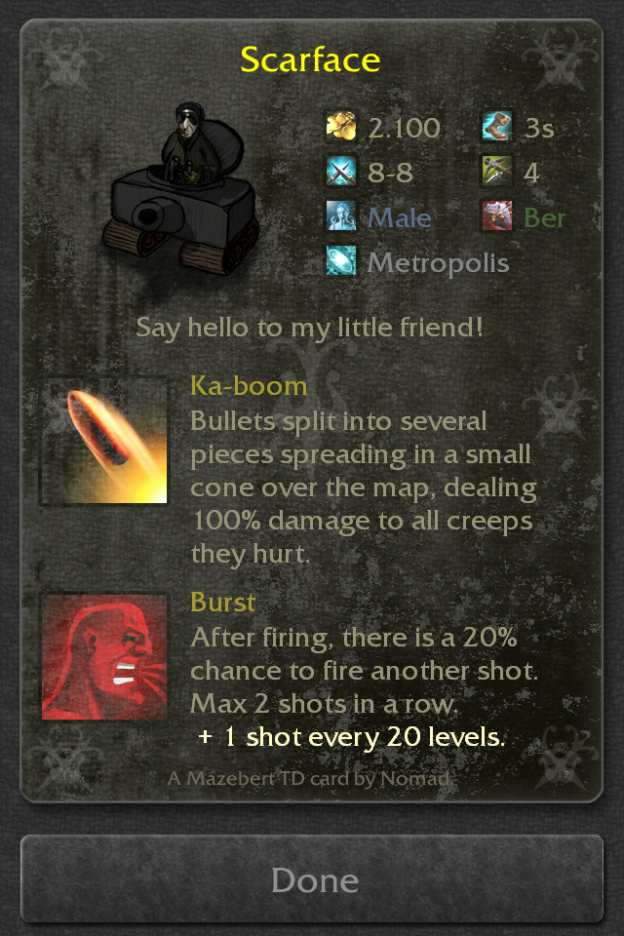 Scarface
2.100 3s
8-8 4
Male Ber
Metropolis
Say hello to my little friend!
Ka-boom
Bullets split into several
pieces spreading in a small
cone over the map, dealing
100% damage to all creeps
they hurt.
Burst
After firing, there is a 20%
chance to fire another shot.
Max 2 shots in a row.
+ 1 shot every 20 levels.
A Mazebert TD card by Nomad.
Done